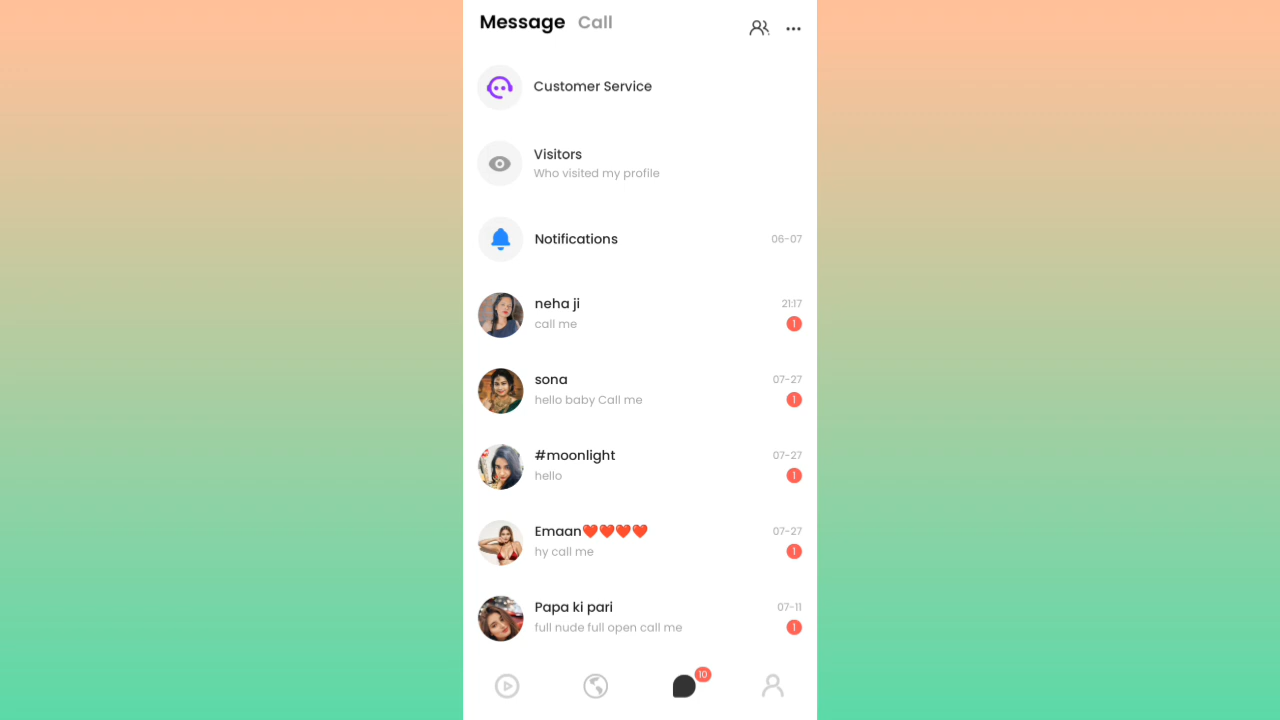 Message Call
Customer Service
Visitors
Who visited my profile
Notifications 06-07
neha ji 21:17
call me 1
sona 07-27
hello baby Call me 1
#moonlight 07-27
hello 1
Emaan❤️❤️❤️❤️ 07-27
hy call me 1
Papa ki pari 07-11
full nude full open call me 1
10